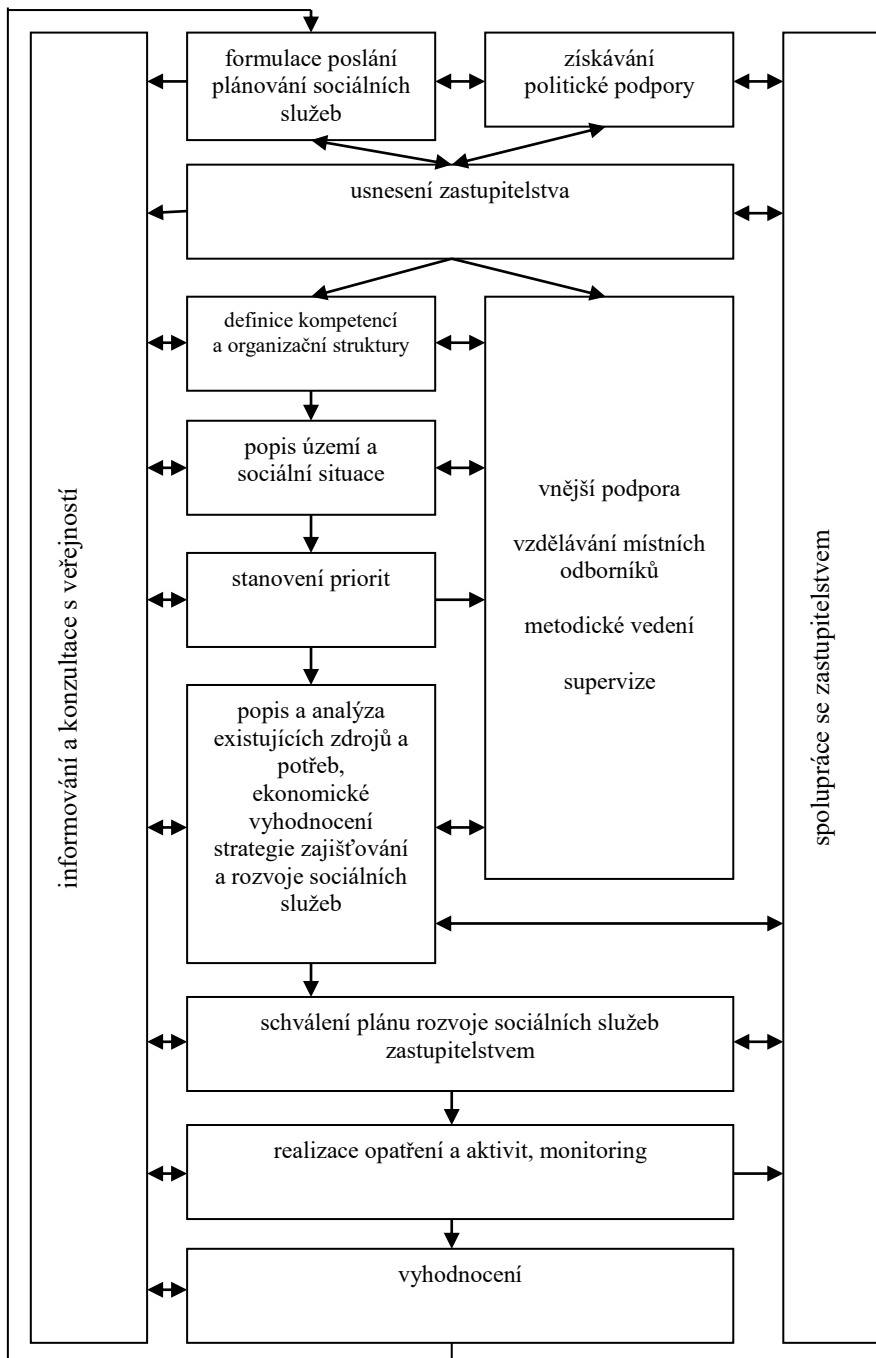 formulace poslání
plánování sociálních
služeb
získávání
politické podpory
usnesení zastupitelstva
definice kompetencí
a organizační struktury
popis území a
sociální situace
stanovení priorit
popis a analýza
existujících zdrojů a
potřeb,
ekonomické
vyhodnocení
strategie zajišťování
a rozvoje sociálních
služeb
vnější podpora
vzdělávání místních
odborníků
metodické vedení
supervize
schválení plánu rozvoje sociálních služeb
zastupitelstvem
realizace opatření a aktivit, monitoring
vyhodnocení
informování a konzultace s veřejností
spolupráce se zastupitelstvem